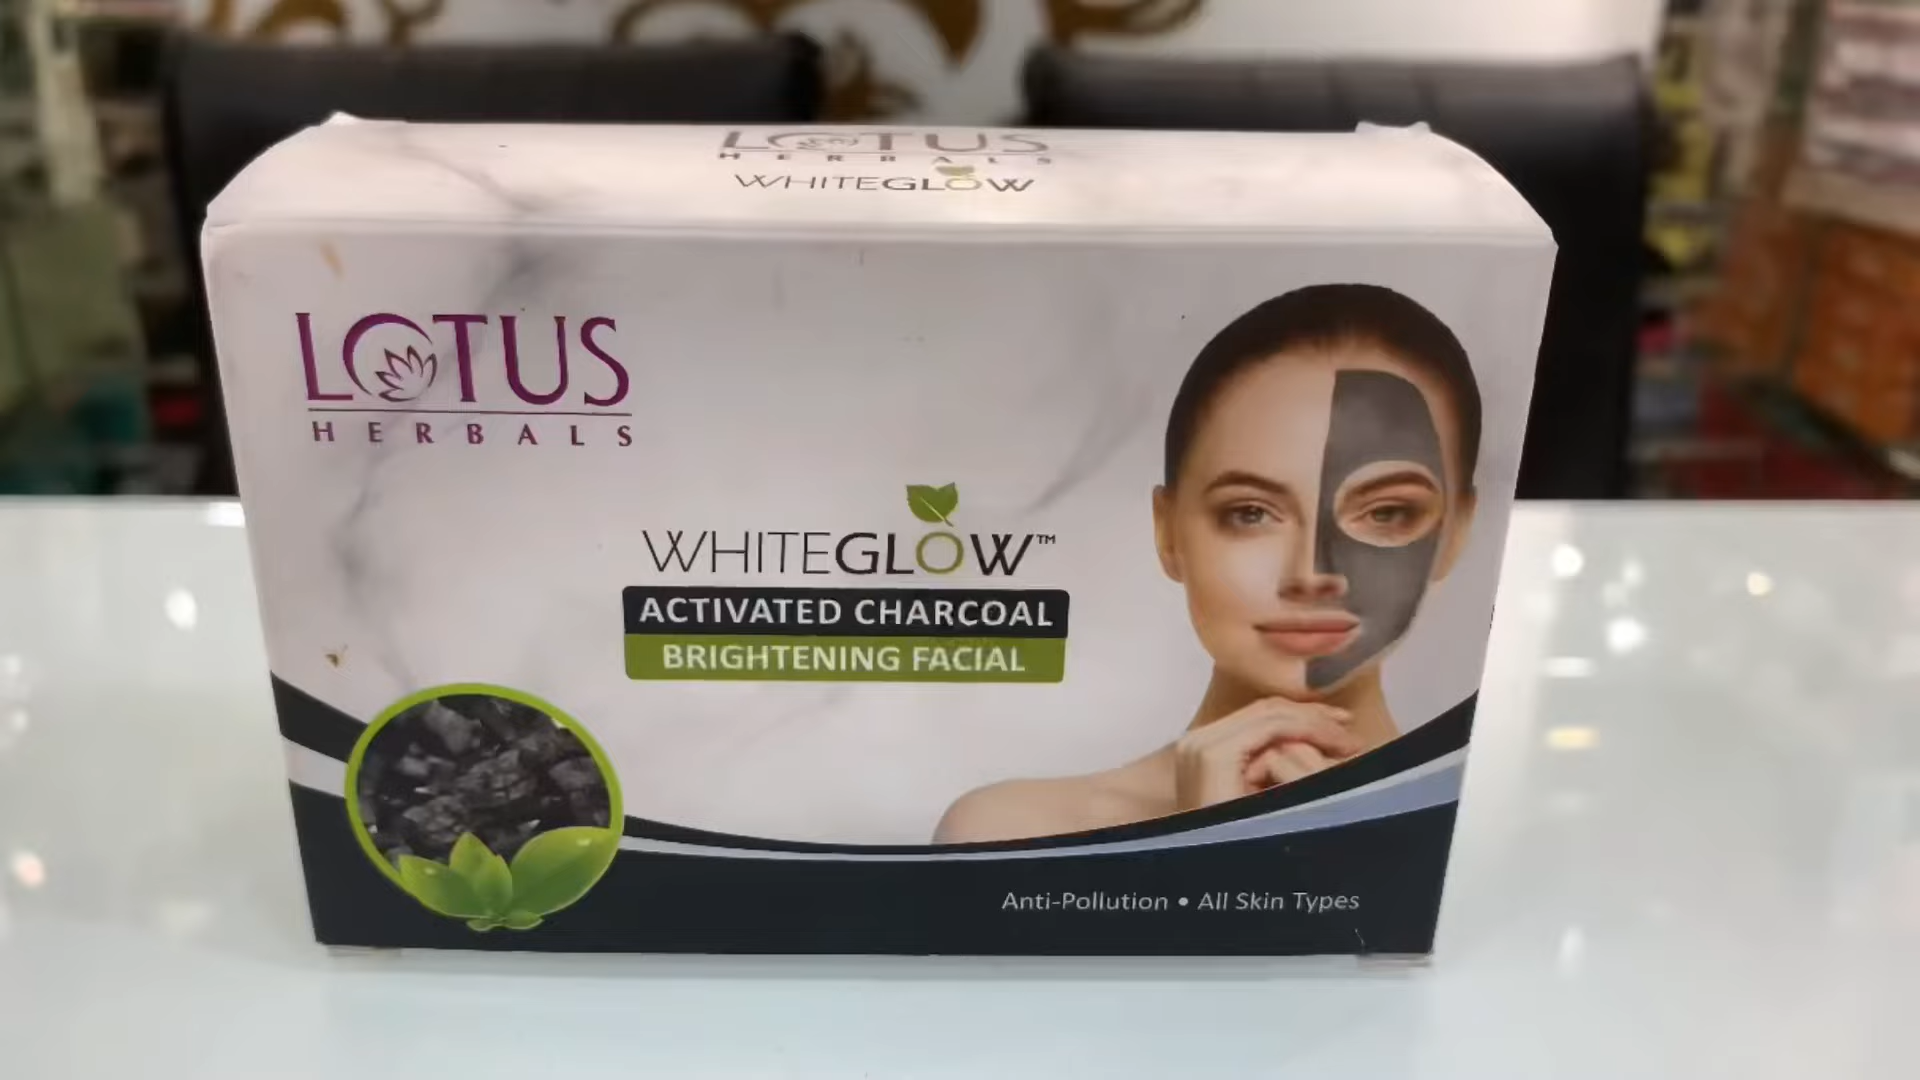 LOTUS
HERBALS
WHITEGLOW
LOTUS
HERBALS
WHITEGLOW™
ACTIVATED CHARCOAL
BRIGHTENING FACIAL
Anti-Pollution • All Skin Types